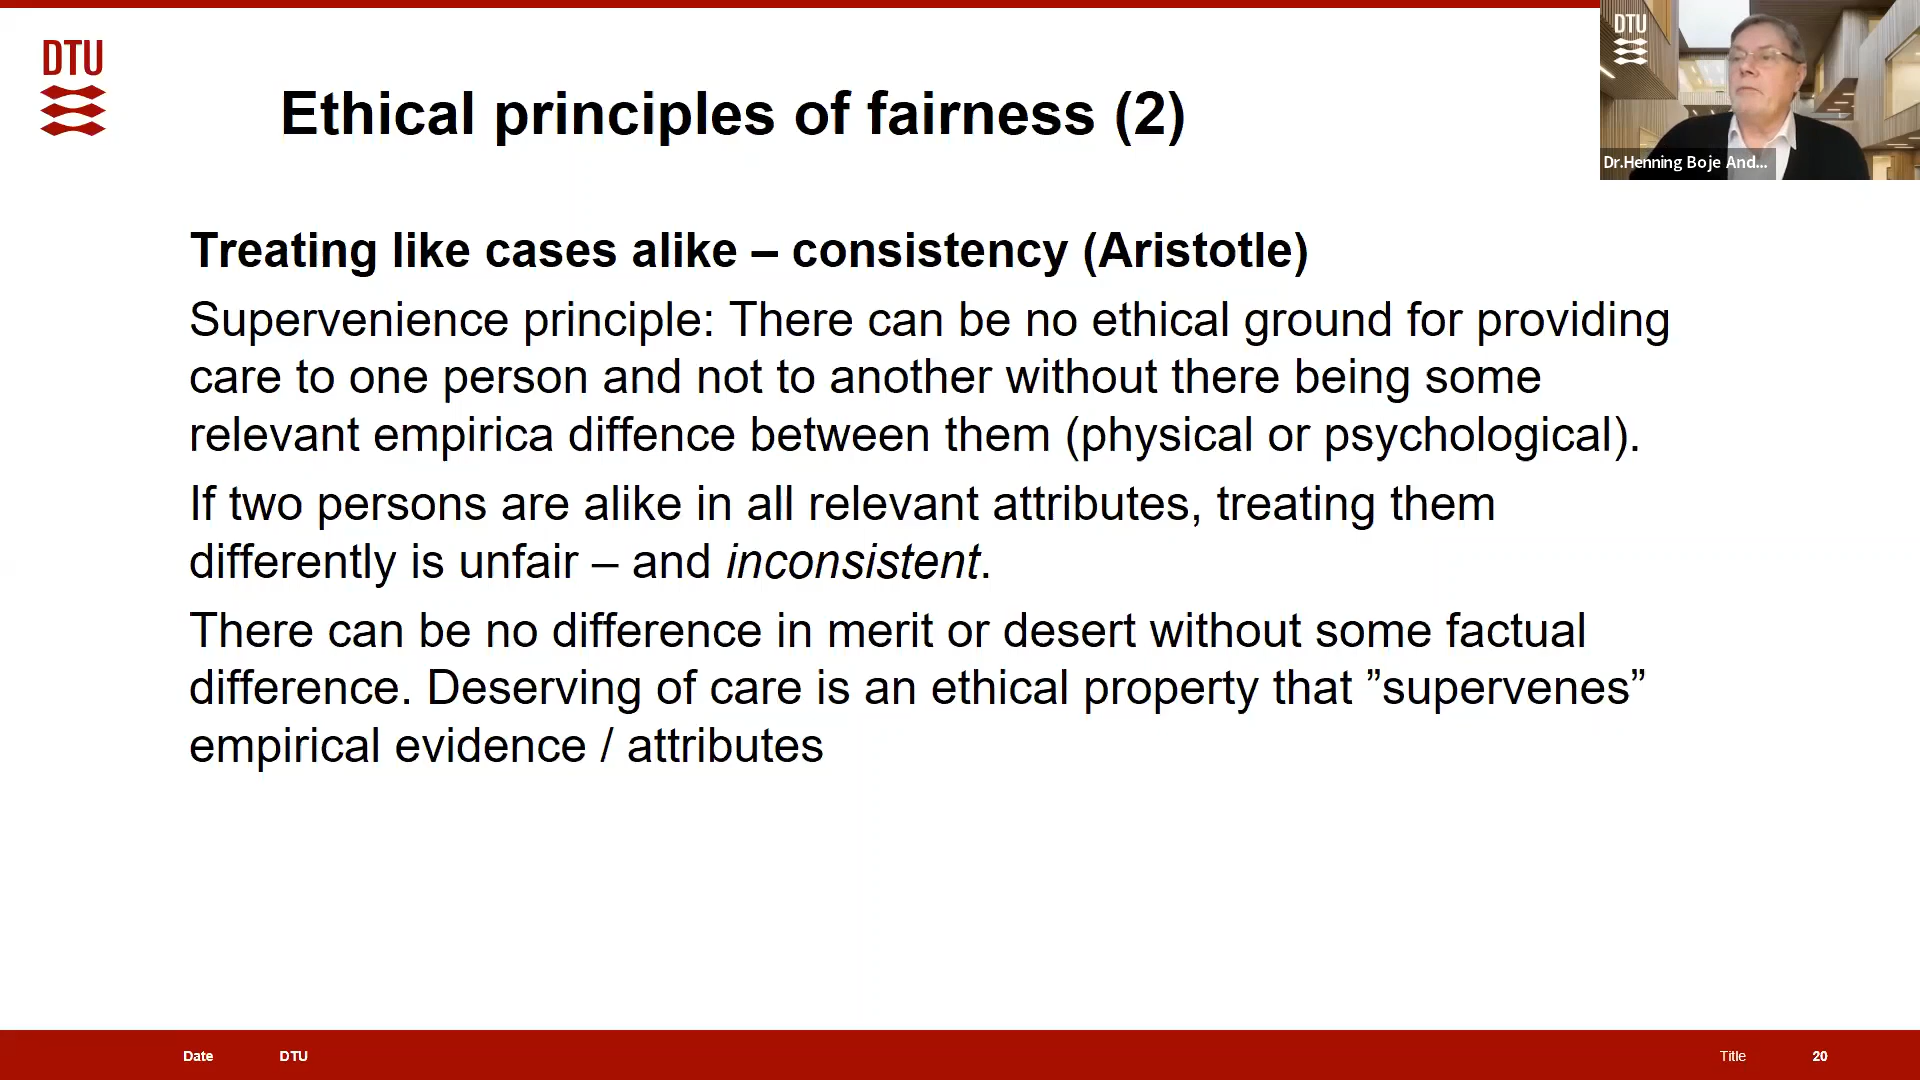 DTU
Ethical principles of fairness (2)
DTU
Dr.Henning Boje And...
Treating like cases alike – consistency (Aristotle)
Supervenience principle: There can be no ethical ground for providing
care to one person and not to another without there being some
relevant empirica diffence between them (physical or psychological).
If two persons are alike in all relevant attributes, treating them
differently is unfair – and inconsistent.
There can be no difference in merit or desert without some factual
difference. Deserving of care is an ethical property that ”supervenes”
empirical evidence / attributes
Date DTU Title 20